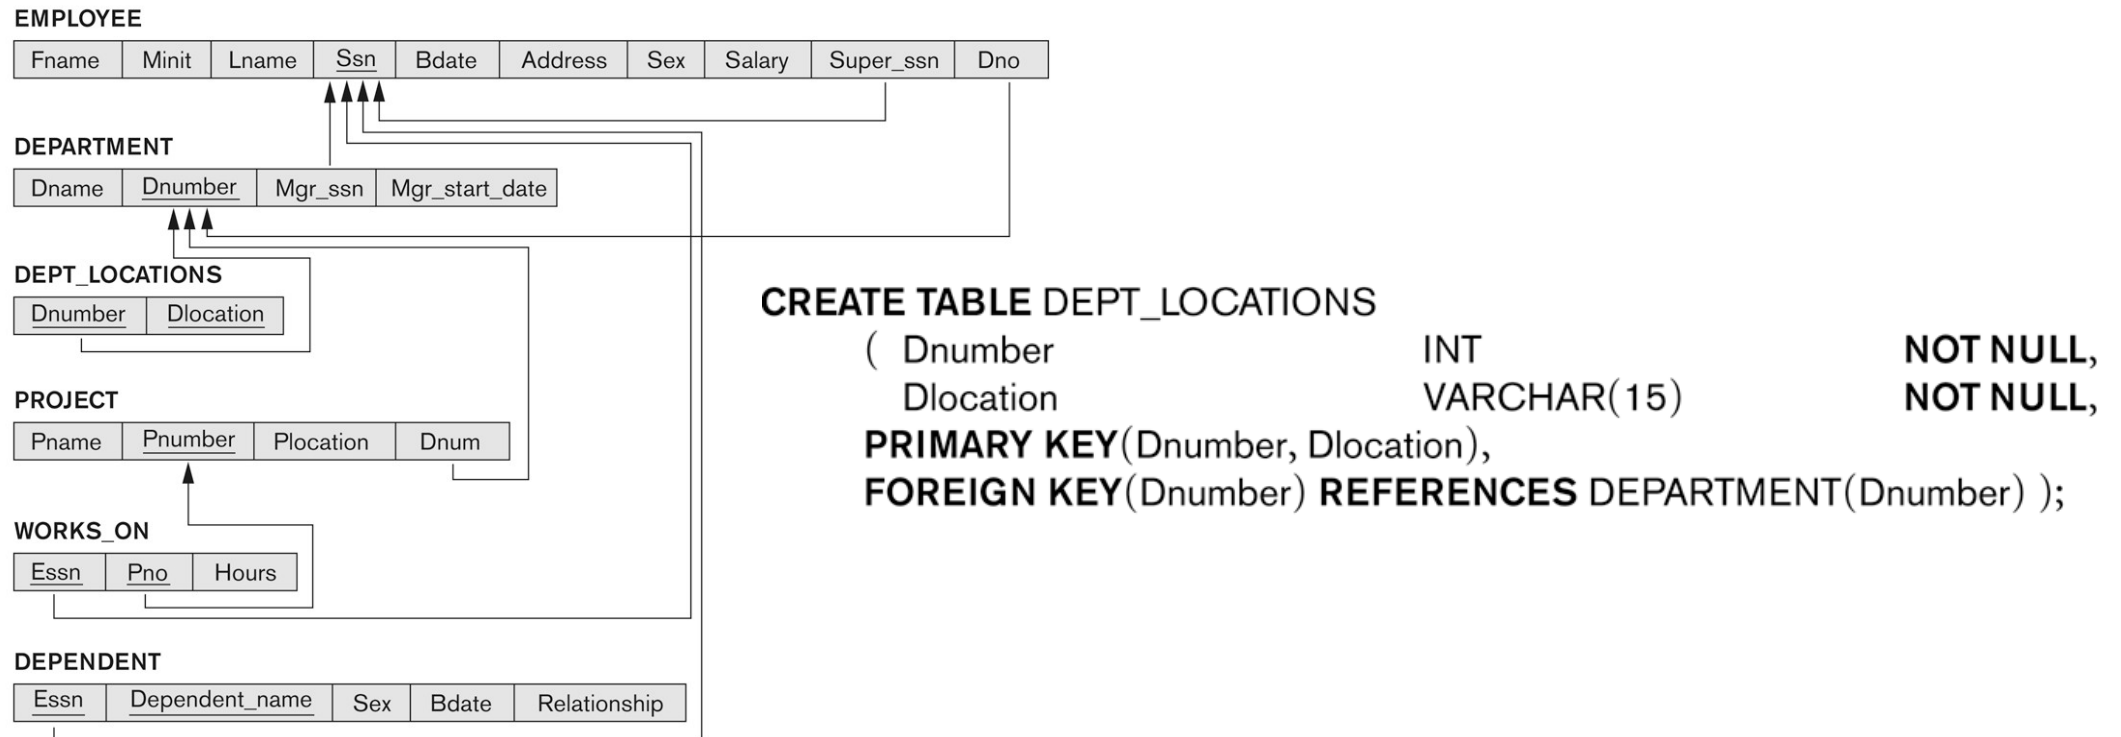 EMPLOYEE
Fname Minit Lname Ssn Bdate Address Sex Salary Super_ssn Dno
DEPARTMENT
Dname Dnumber Mgr_ssn Mgr_start_date
DEPT_LOCATIONS
Dnumber Dlocation
PROJECT
Pname Pnumber Plocation Dnum
WORKS_ON
Essn Pno Hours
DEPENDENT
Essn Dependent_name Sex Bdate Relationship
CREATE TABLE DEPT_LOCATIONS
( Dnumber INT NOT NULL,
Dlocation VARCHAR(15) NOT NULL,
PRIMARY KEY(Dnumber, Dlocation),
FOREIGN KEY(Dnumber) REFERENCES DEPARTMENT(Dnumber) );